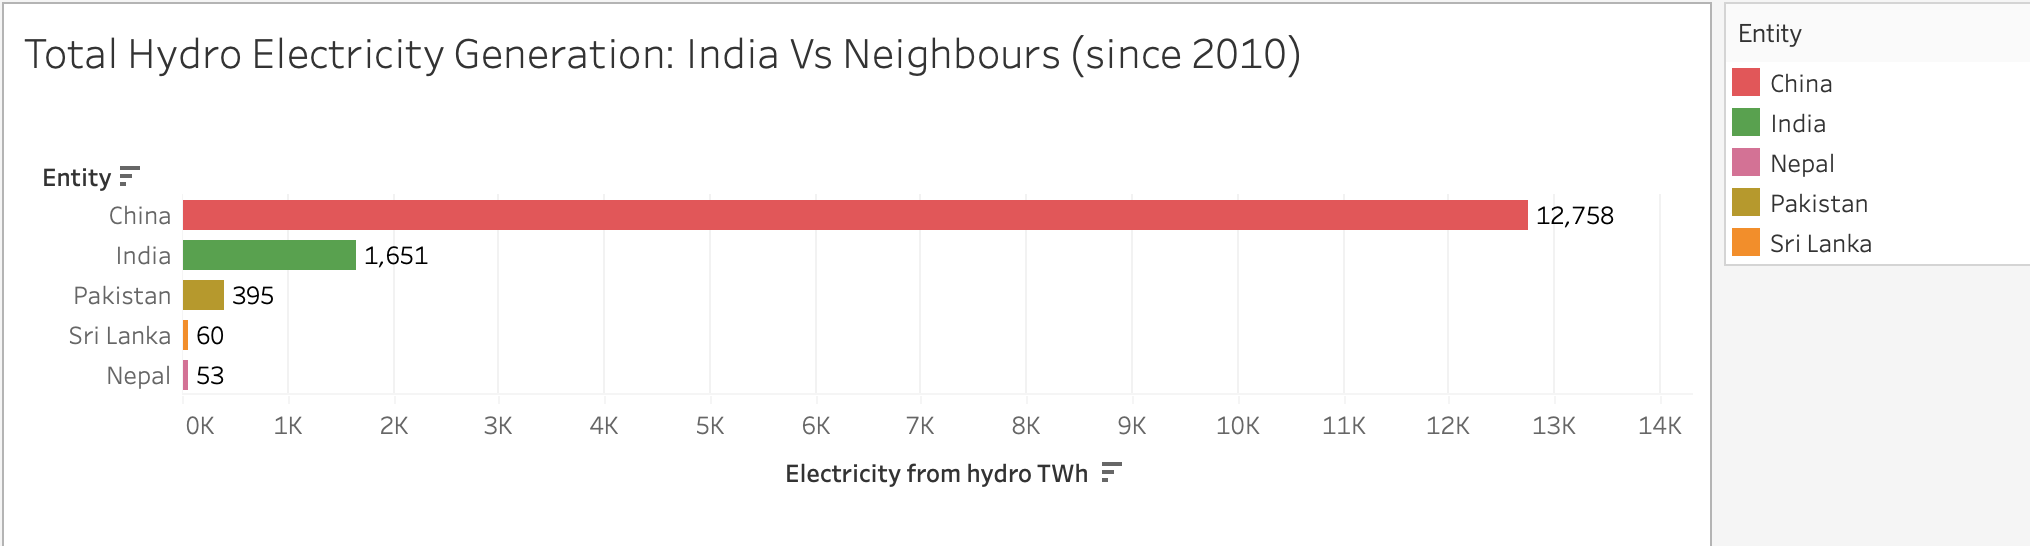 Total Hydro Electricity Generation: India Vs Neighbours (since 2010)
Entity
China 12,758
India 1,651
Pakistan 395
Sri Lanka 60
Nepal 53
0K 1K 2K 3K 4K 5K 6K 7K 8K 9K 10K 11K 12K 13K 14K
Electricity from hydro TWh
Entity
China
India
Nepal
Pakistan
Sri Lanka